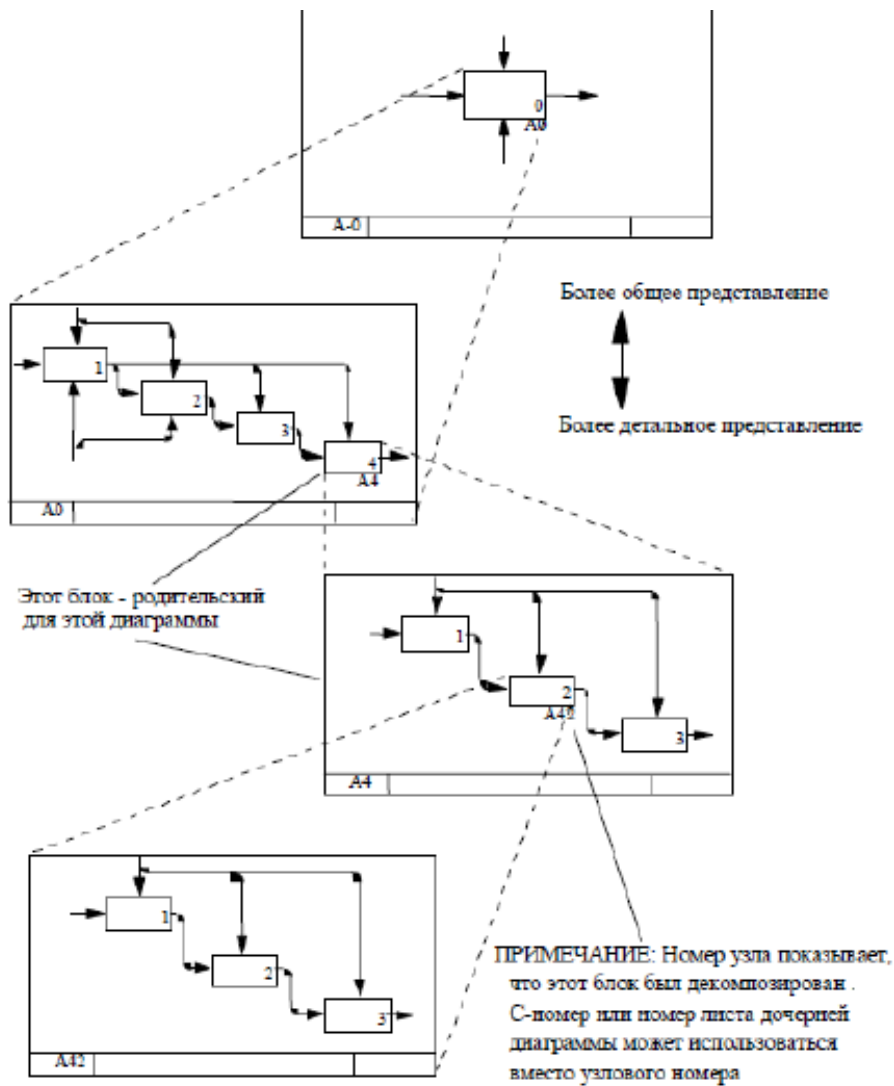 0
A0
A-0
Более общее представление
Более детальное представление
1
2
3
4
A4
A0
Этот блок - родительский
для этой диаграммы
1
2
A42
3
A4
1
2
3
A42
ПРИМЕЧАНИЕ: Номер узла показывает,
что этот блок был декомпозирован .
С-номер или номер листа дочерней
диаграммы может использоваться
вместо узлового номера